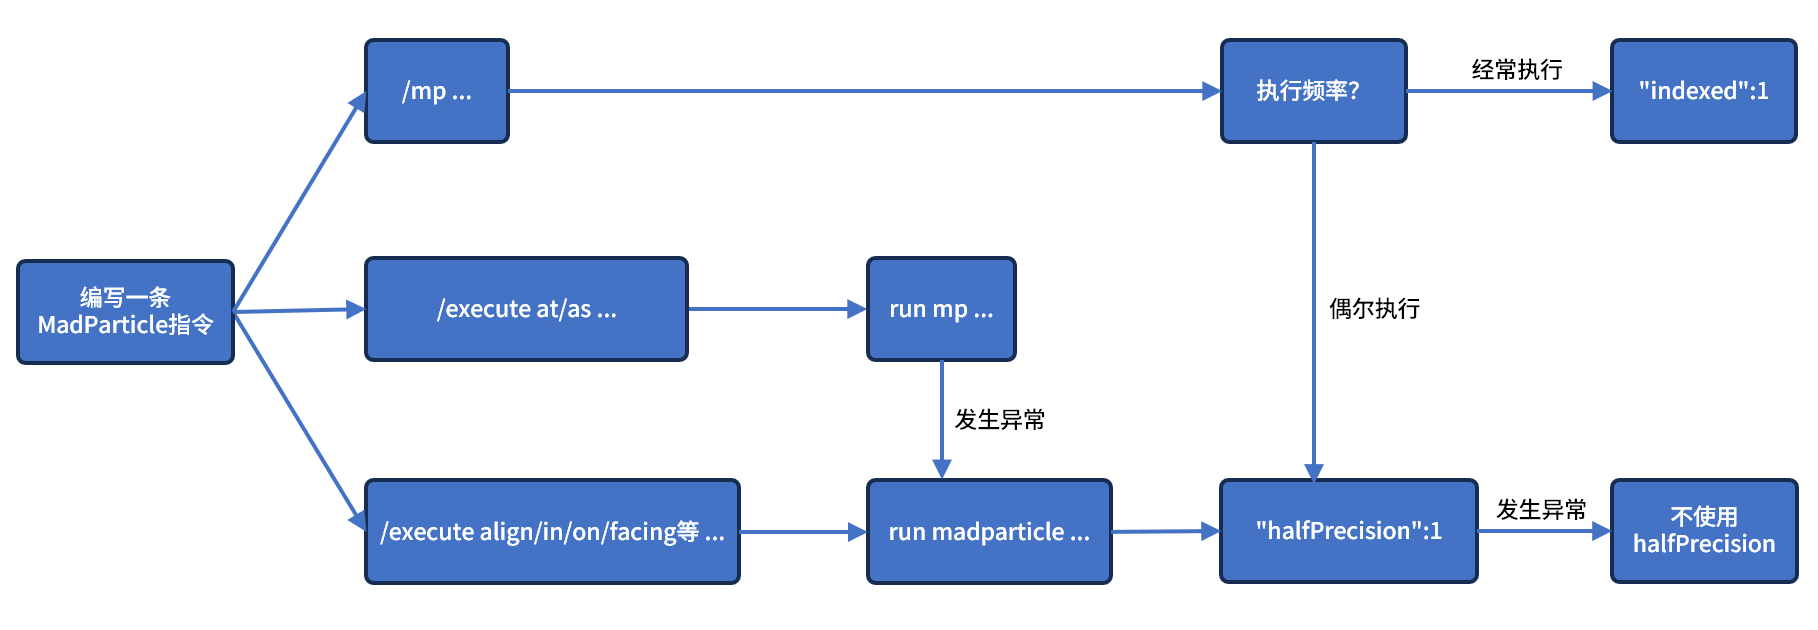 /mp ...
执行频率？
经常执行
"indexed":1
编写一条
MadParticle指令
/execute at/as ...
run mp ...
偶尔执行
发生异常
/execute align/in/on/facing等 ...
run madparticle ...
"halfPrecision":1
发生异常
不使用
halfPrecision